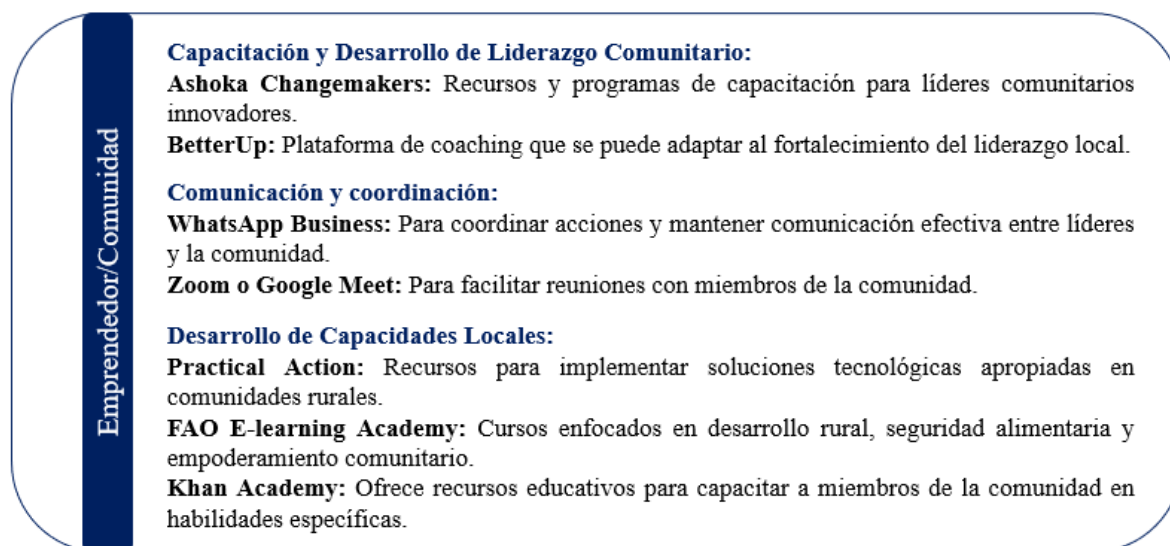 Emprendedor/Comunidad
Capacitación y Desarrollo de Liderazgo Comunitario:
Ashoka Changemakers: Recursos y programas de capacitación para líderes comunitarios
innovadores.
BetterUp: Plataforma de coaching que se puede adaptar al fortalecimiento del liderazgo local.
Comunicación y coordinación:
WhatsApp Business: Para coordinar acciones y mantener comunicación efectiva entre líderes
y la comunidad.
Zoom o Google Meet: Para facilitar reuniones con miembros de la comunidad.
Desarrollo de Capacidades Locales:
Practical Action: Recursos para implementar soluciones tecnológicas apropiadas en
comunidades rurales.
FAO E-learning Academy: Cursos enfocados en desarrollo rural, seguridad alimentaria y
empoderamiento comunitario.
Khan Academy: Ofrece recursos educativos para capacitar a miembros de la comunidad en
habilidades específicas.